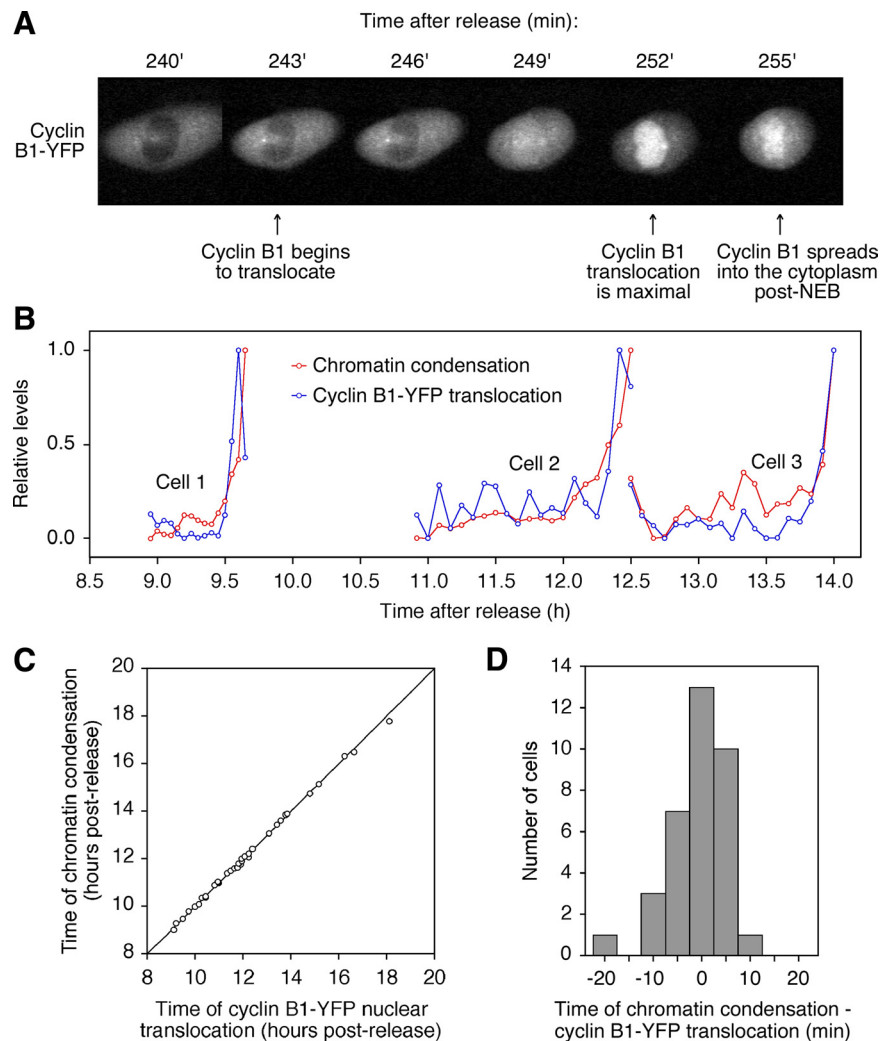 A
Time after release (min):
240' 243' 246' 249' 252' 255'
Cyclin
B1-YFP
Cyclin B1 begins
to translocate
Cyclin B1
translocation
is maximal
Cyclin B1 spreads
into the cytoplasm
post-NEB
B
Relative levels
1.0
0.5
0.0
Chromatin condensation
Cyclin B1-YFP translocation
Cell 1
Cell 2
Cell 3
8.5 9.0 9.5 10.0 10.5 11.0 11.5 12.0 12.5 13.0 13.5 14.0
Time after release (h)
C
Time of chromatin condensation
(hours post-release)
20
18
16
14
12
10
8
8 10 12 14 16 18 20
Time of cyclin B1-YFP nuclear
translocation (hours post-release)
D
Number of cells
14
12
10
8
6
4
2
0
-20 -10 0 10 20
Time of chromatin condensation -
cyclin B1-YFP translocation (min)